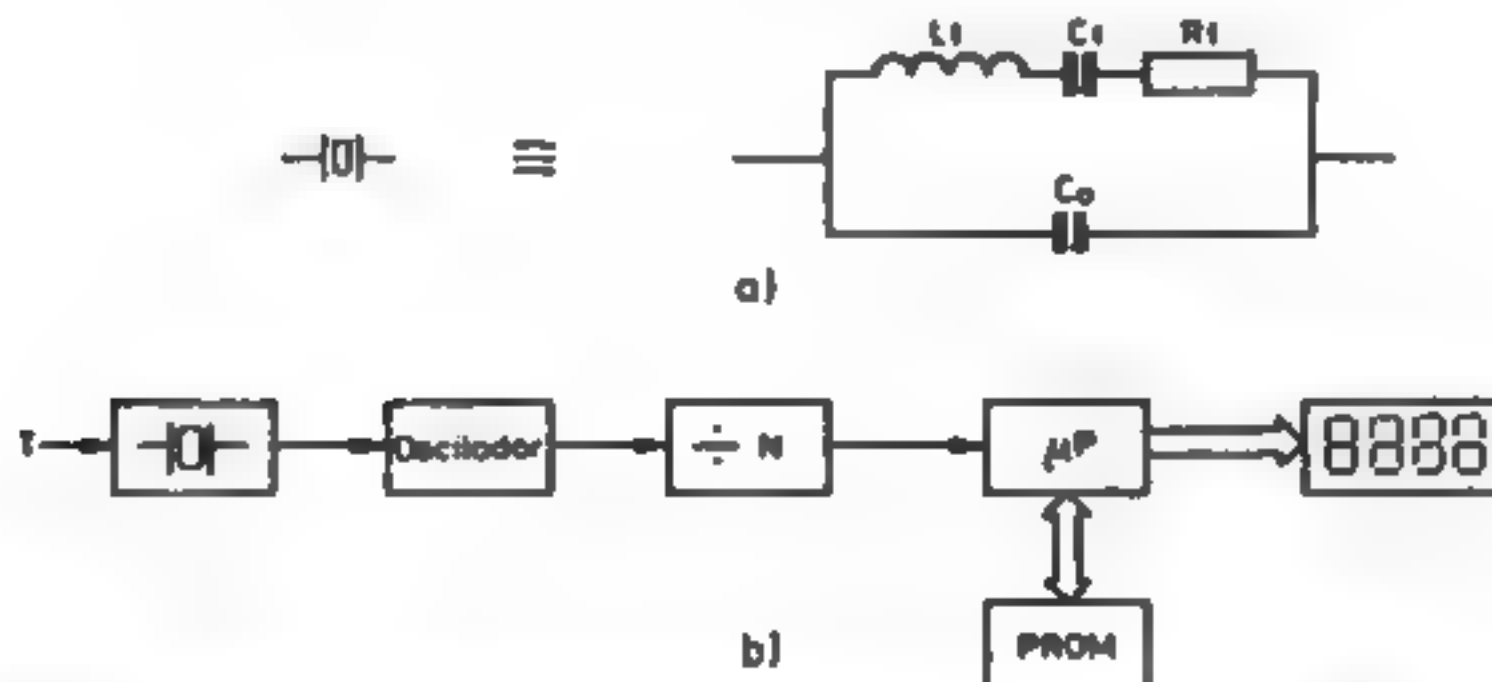 L1 C1 R1
C0
a)
T Oscilador ÷ N μP 8888
PROM
b)